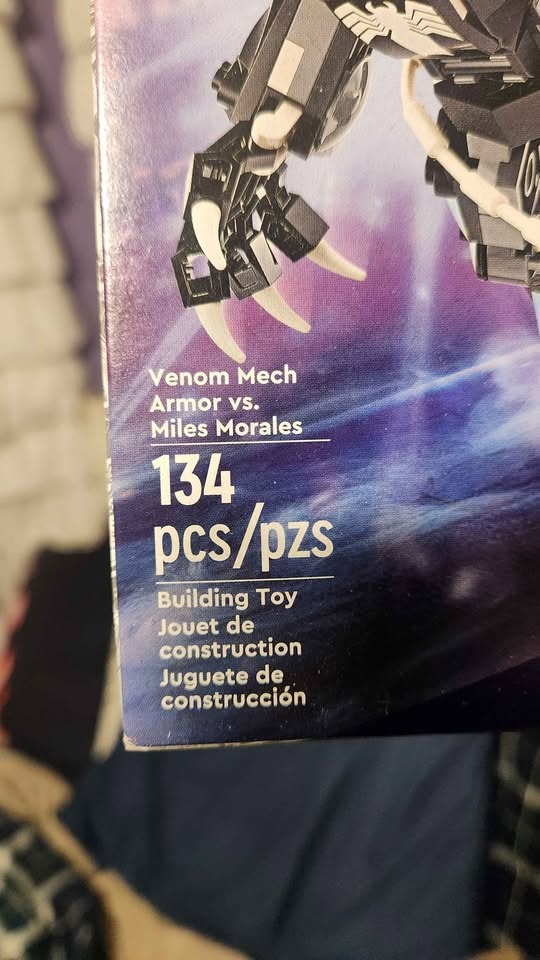 Venom Mech
Armor vs.
Miles Morales
134
pcs/pzs
Building Toy
Jouet de
construction
Juguete de
construcción